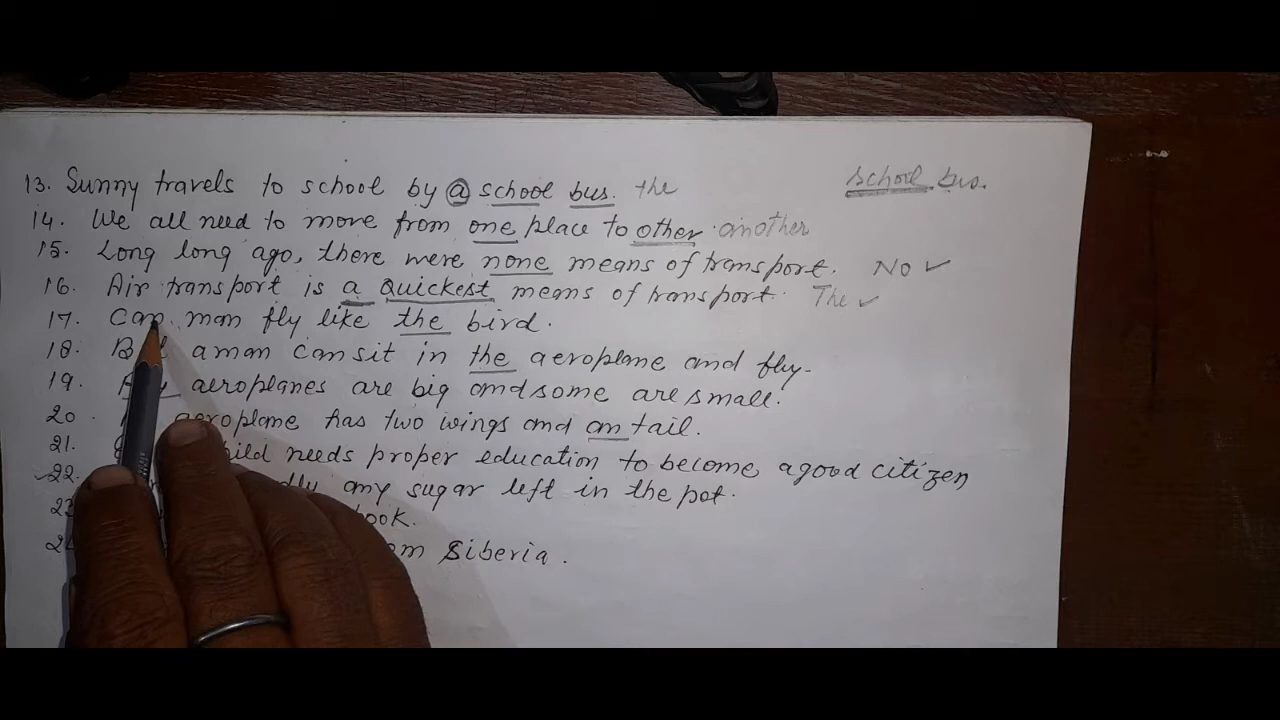 13. Sunny travels to school by a school bus. the school bus.
14. We all need to move from one place to other another
15. Long long ago, there were none means of transport. No ✓
16. Air transport is a quickest means of transport. The ✓
17. Can man fly like the bird.
18. a man can sit in the aeroplane and fly.
19. aeroplanes are big and some are small.
20. aeroplane has two wings and an tail.
21. needs proper education to become a good citizen
22. any sugar left in the pot.
book.
Siberia.